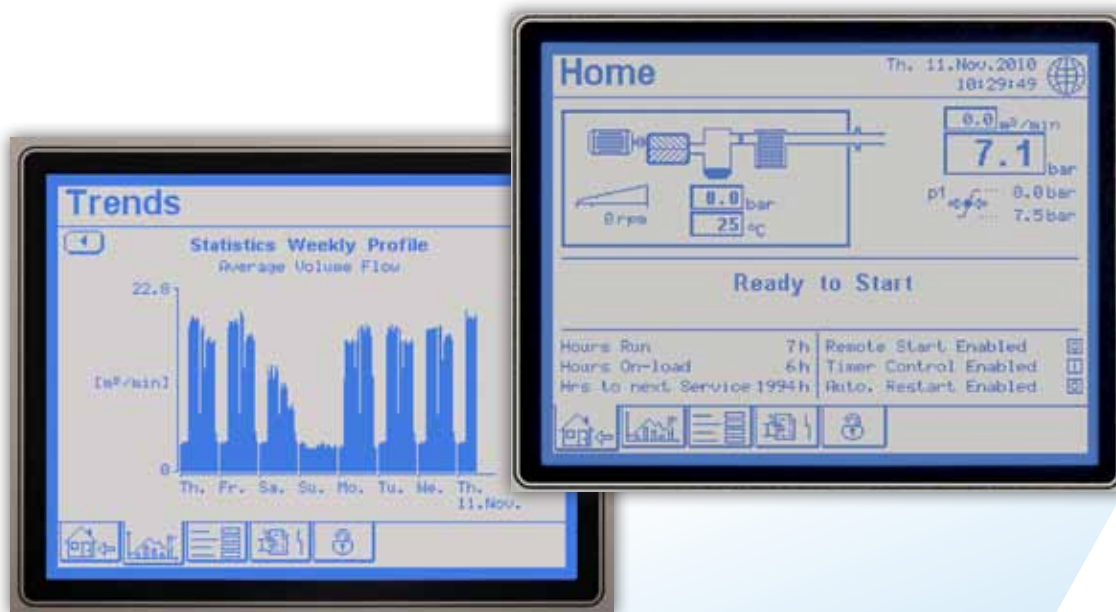 Home
Th. 11.Nov.2010
10:29:49
0.0 m³/min
7.1 bar
p1 0.0 bar
7.5 bar
0 rpm
0.0 bar
25 °C
Ready to Start
Hours Run 7h
Hours On-load 6h
Hrs to next Service 1994h
Remote Start Enabled
Timer Control Enabled
Auto. Restart Enabled
Trends
Statistics Weekly Profile
Average Volume Flow
22.8
[m³/min]
0
Th. Fr. Sa. Su. Mo. Tu. We. Th.
11.Nov.